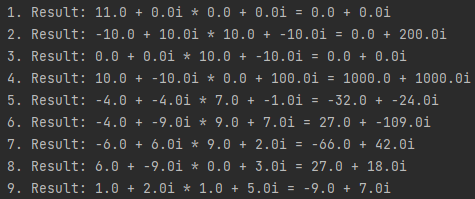 1. Result: 11.0 + 0.0i * 0.0 + 0.0i = 0.0 + 0.0i
2. Result: -10.0 + 10.0i * 10.0 + -10.0i = 0.0 + 200.0i
3. Result: 0.0 + 0.0i * 10.0 + -10.0i = 0.0 + 0.0i
4. Result: 10.0 + -10.0i * 0.0 + 100.0i = 1000.0 + 1000.0i
5. Result: -4.0 + -4.0i * 7.0 + -1.0i = -32.0 + -24.0i
6. Result: -4.0 + -9.0i * 9.0 + 7.0i = 27.0 + -109.0i
7. Result: -6.0 + 6.0i * 9.0 + 2.0i = -66.0 + 42.0i
8. Result: 6.0 + -9.0i * 0.0 + 3.0i = 27.0 + 18.0i
9. Result: 1.0 + 2.0i * 1.0 + 5.0i = -9.0 + 7.0i